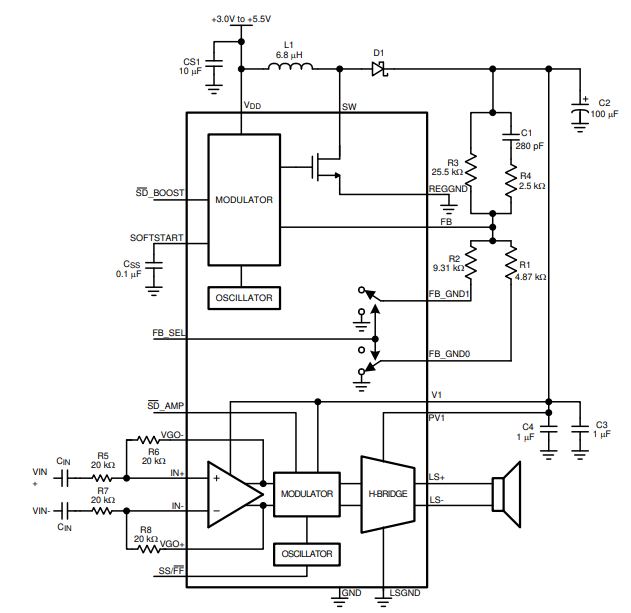 +3.0V to +5.5V
L1
6.8 µH
D1
CS1
10 µF
C2
100 µF
+
VDD
SW
C1
280 pF
R3
25.5 kΩ
R4
2.5 kΩ
MODULATOR
SD_BOOST
REGGND
FB
SOFTSTART
CSS
0.1 µF
R2
9.31 kΩ
R1
4.87 kΩ
OSCILLATOR
FB_GND1
FB_SEL
FB_GND0
V1
SD_AMP
PV1
C4
1 µF
C3
1 µF
VGO-
R6
20 kΩ
R5
20 kΩ
CIN
VIN
+
IN+
+
R7
20 kΩ
MODULATOR
H-BRIDGE
LS+
LS-
IN-
−
VIN-
CIN
R8
20 kΩ
VGO+
OSCILLATOR
SS/FF
GND
LSGND